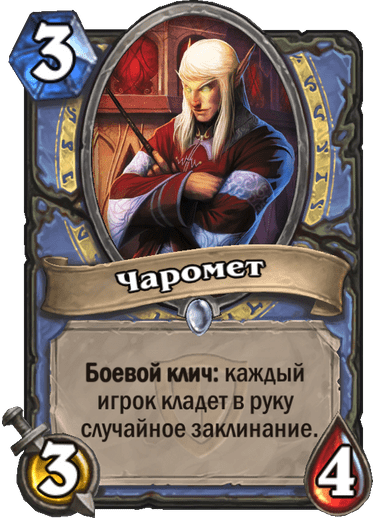 3
Чаромет
Боевой клич: каждый
игрок кладет в руку
случайное заклинание.
3
4